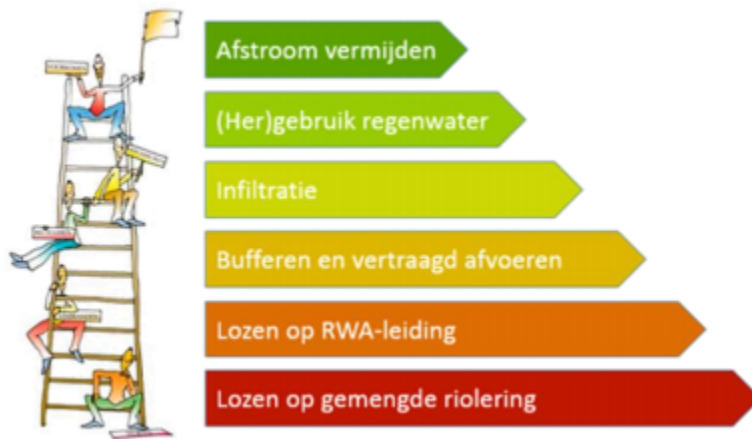 Afstroom vermijden
(Her)gebruik regenwater
Infiltratie
Bufferen en vertraagd afvoeren
Lozen op RWA-leiding
Lozen op gemengde riolering